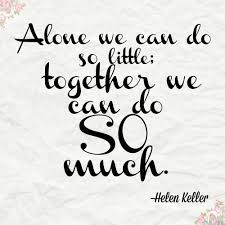 Alone we can do
so little;
together we
can do
SO
much.
-Helen Keller